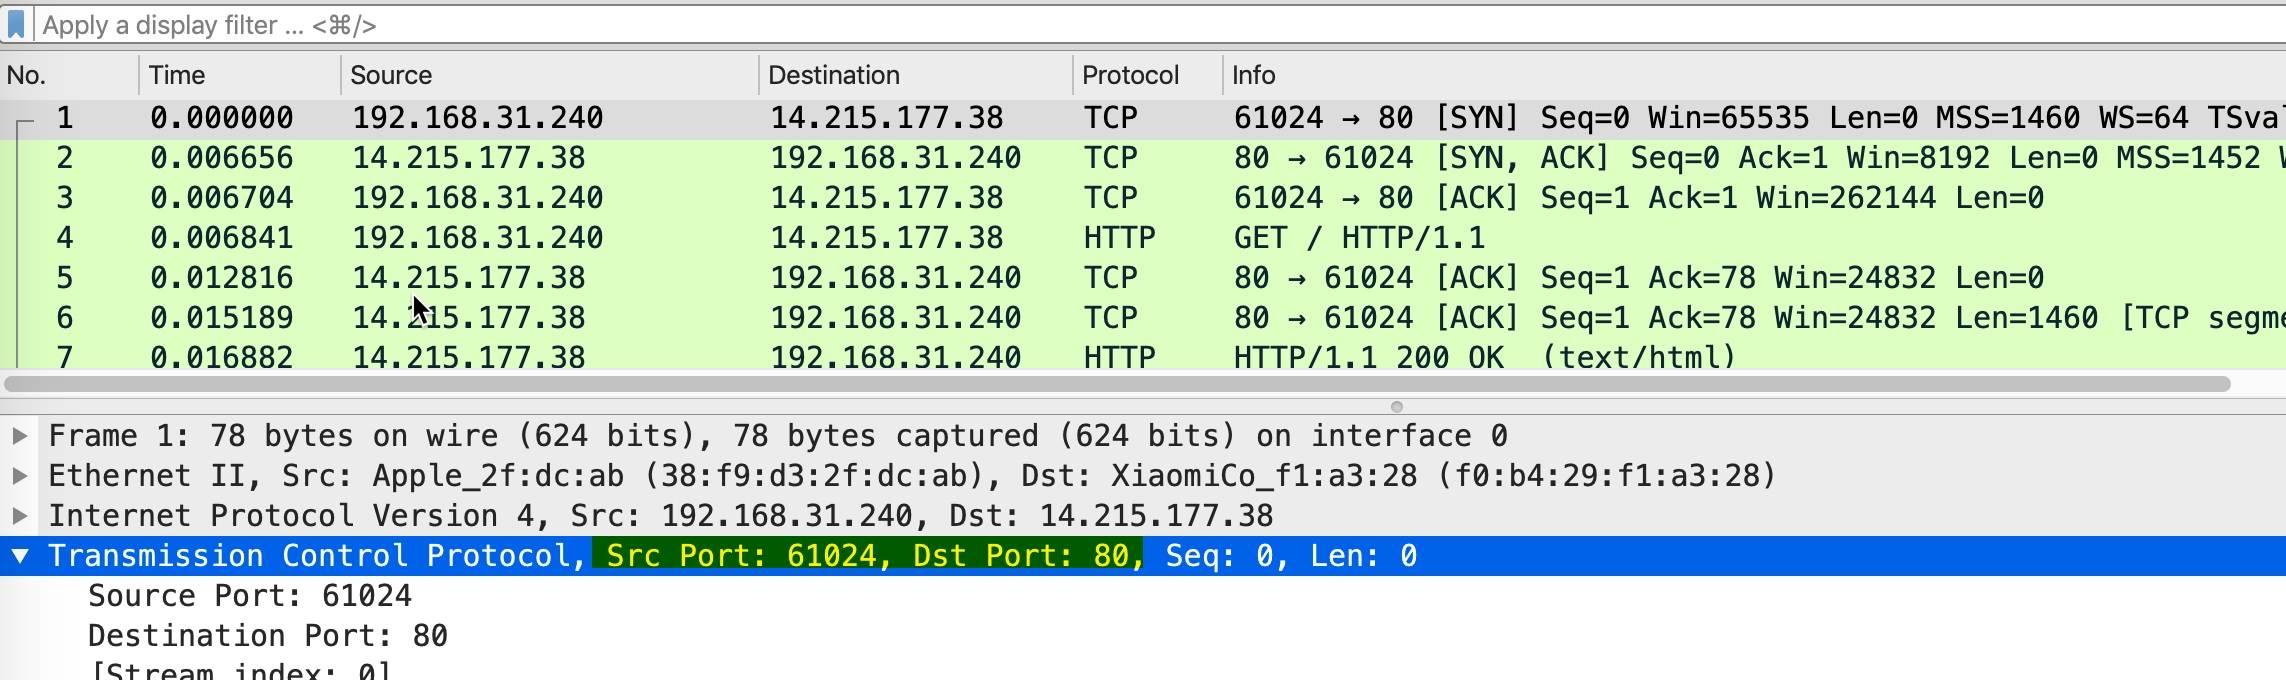 Apply a display filter ... <⌘/>
No. Time Source Destination Protocol Info
1 0.000000 192.168.31.240 14.215.177.38 TCP 61024 → 80 [SYN] Seq=0 Win=65535 Len=0 MSS=1460 WS=64 TSval
2 0.006656 14.215.177.38 192.168.31.240 TCP 80 → 61024 [SYN, ACK] Seq=0 Ack=1 Win=8192 Len=0 MSS=1452
3 0.006704 192.168.31.240 14.215.177.38 TCP 61024 → 80 [ACK] Seq=1 Ack=1 Win=262144 Len=0
4 0.006841 192.168.31.240 14.215.177.38 HTTP GET / HTTP/1.1
5 0.012816 14.215.177.38 192.168.31.240 TCP 80 → 61024 [ACK] Seq=1 Ack=78 Win=24832 Len=0
6 0.015189 14.215.177.38 192.168.31.240 TCP 80 → 61024 [ACK] Seq=1 Ack=78 Win=24832 Len=1460 [TCP segme
7 0.016882 14.215.177.38 192.168.31.240 HTTP HTTP/1.1 200 OK (text/html)
Frame 1: 78 bytes on wire (624 bits), 78 bytes captured (624 bits) on interface 0
Ethernet II, Src: Apple_2f:dc:ab (38:f9:d3:2f:dc:ab), Dst: XiaomiCo_f1:a3:28 (f0:b4:29:f1:a3:28)
Internet Protocol Version 4, Src: 192.168.31.240, Dst: 14.215.177.38
Transmission Control Protocol, Src Port: 61024, Dst Port: 80, Seq: 0, Len: 0
Source Port: 61024
Destination Port: 80
[Stream index: 0]